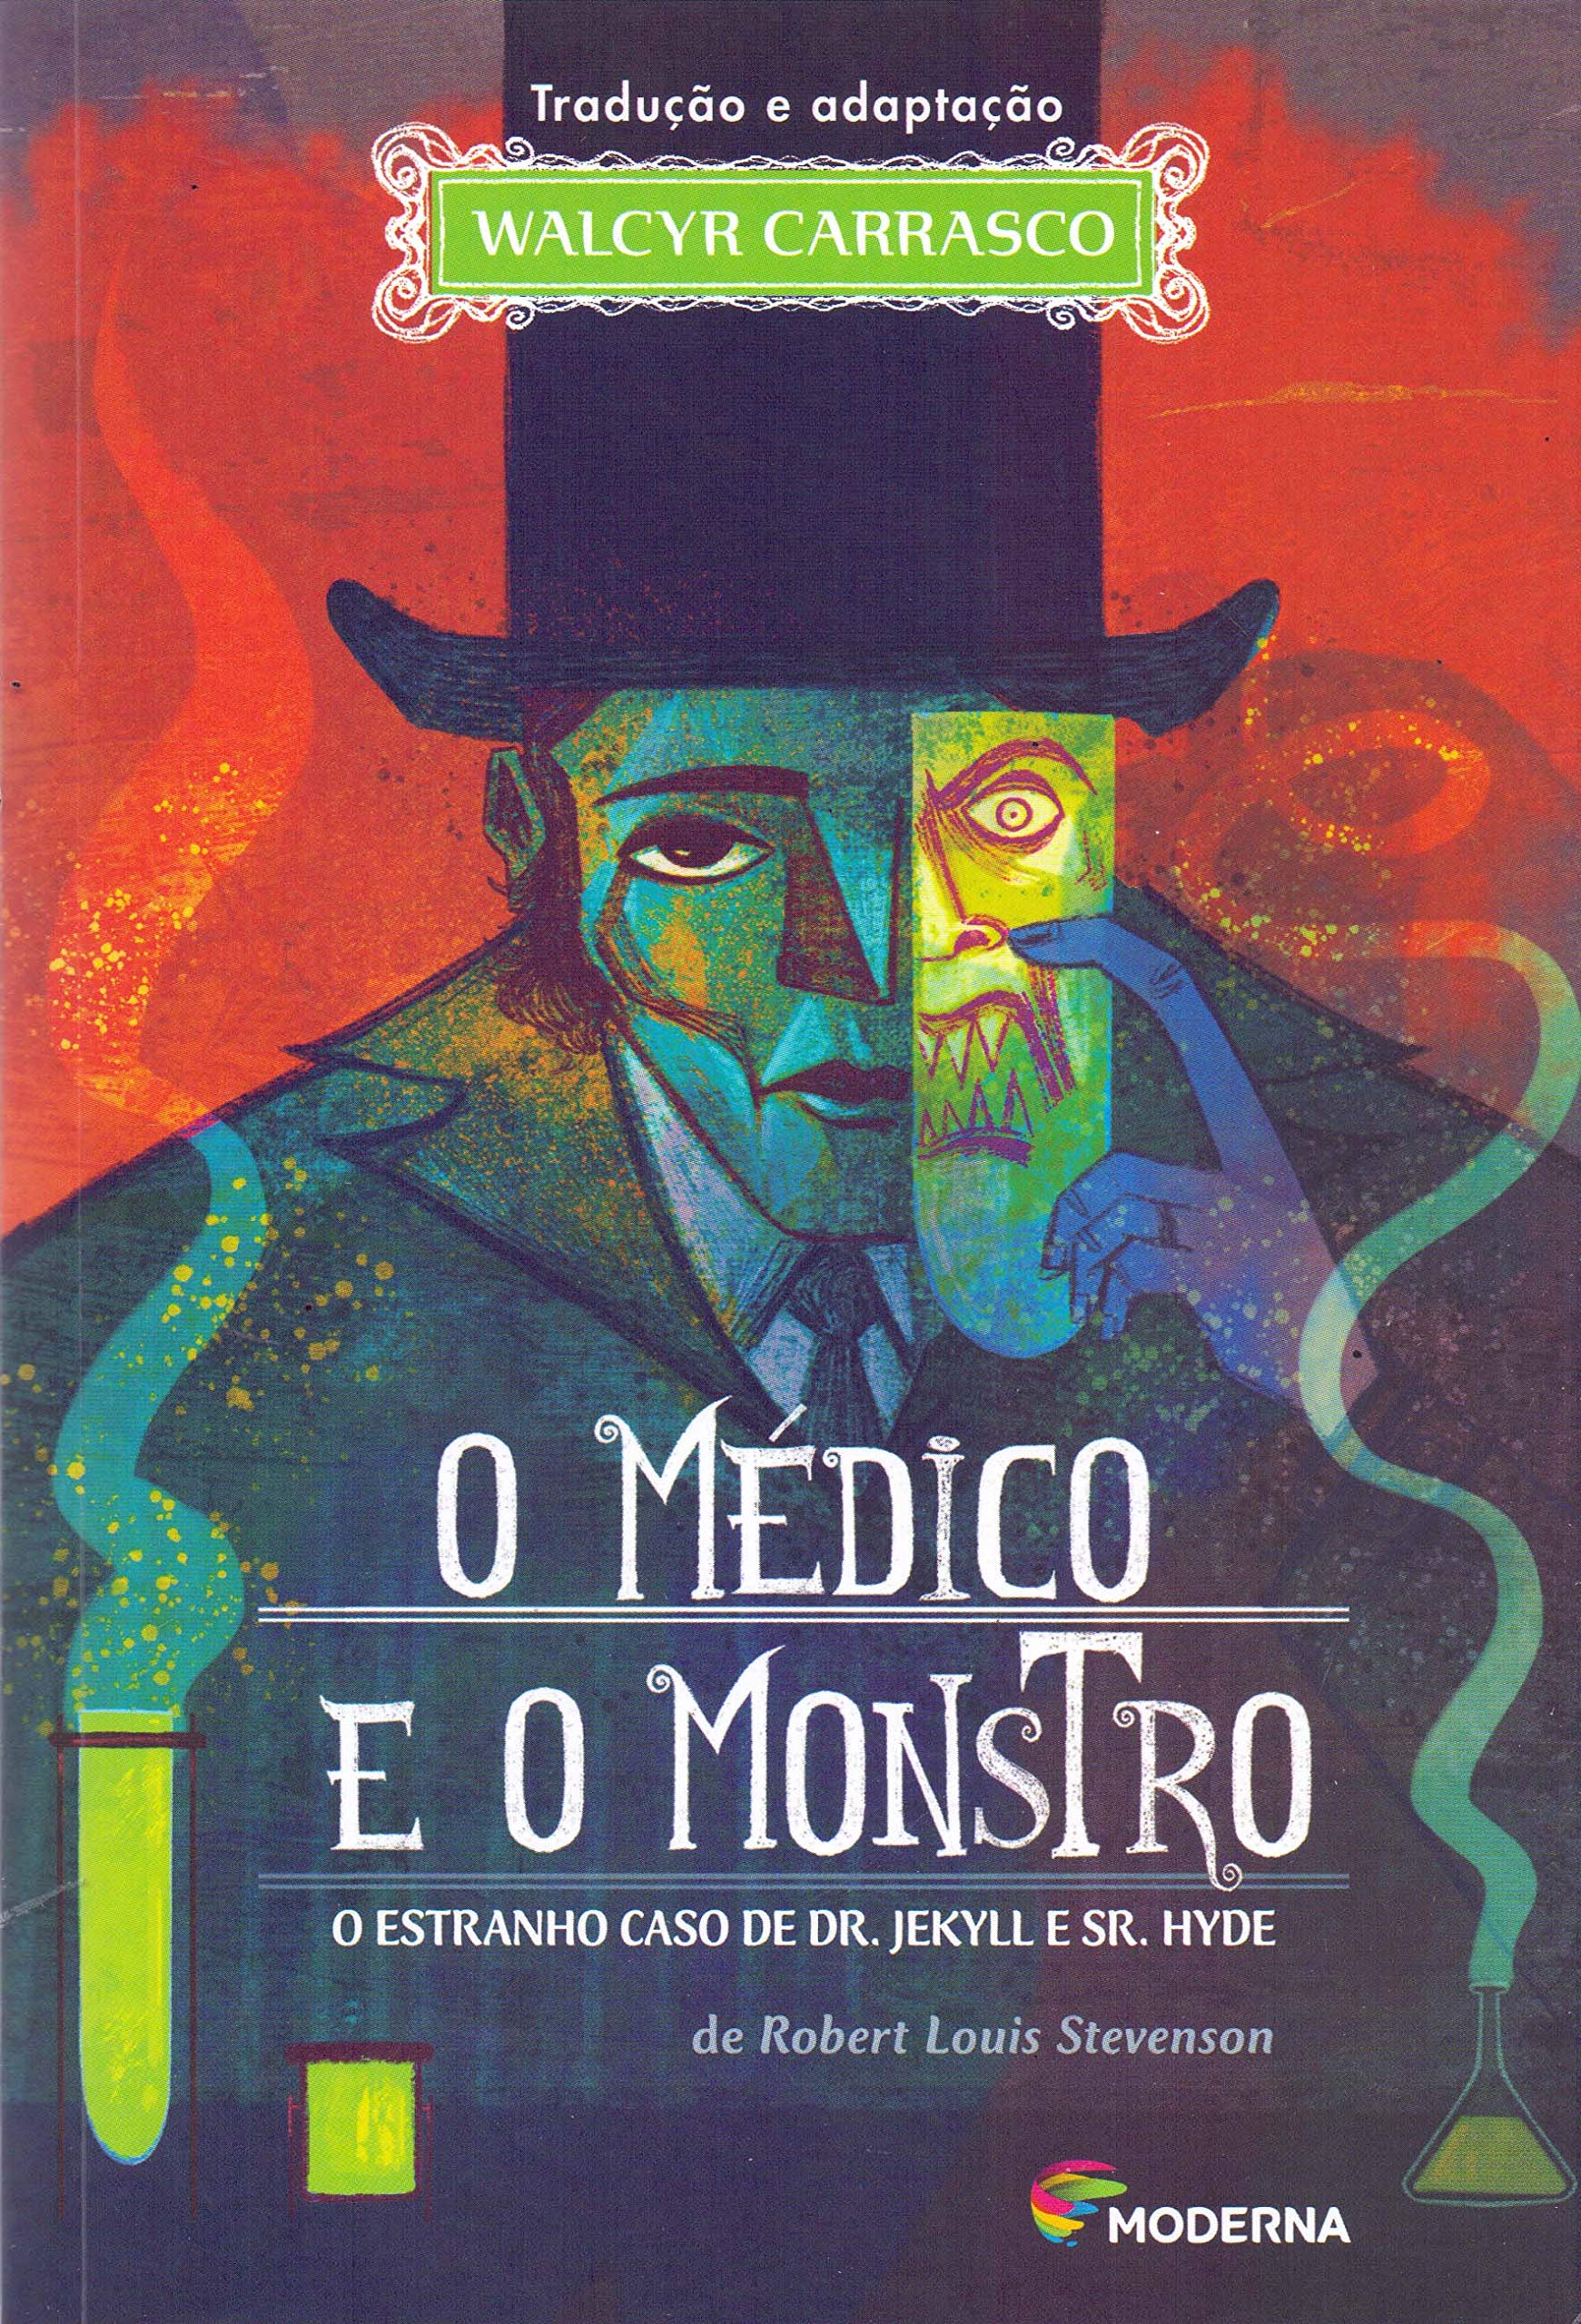 Tradução e adaptação
WALCYR CARRASCO
O MÉDICO
E O MONSTRO
O ESTRANHO CASO DE DR. JEKYLL E SR. HYDE
de Robert Louis Stevenson
MODERNA